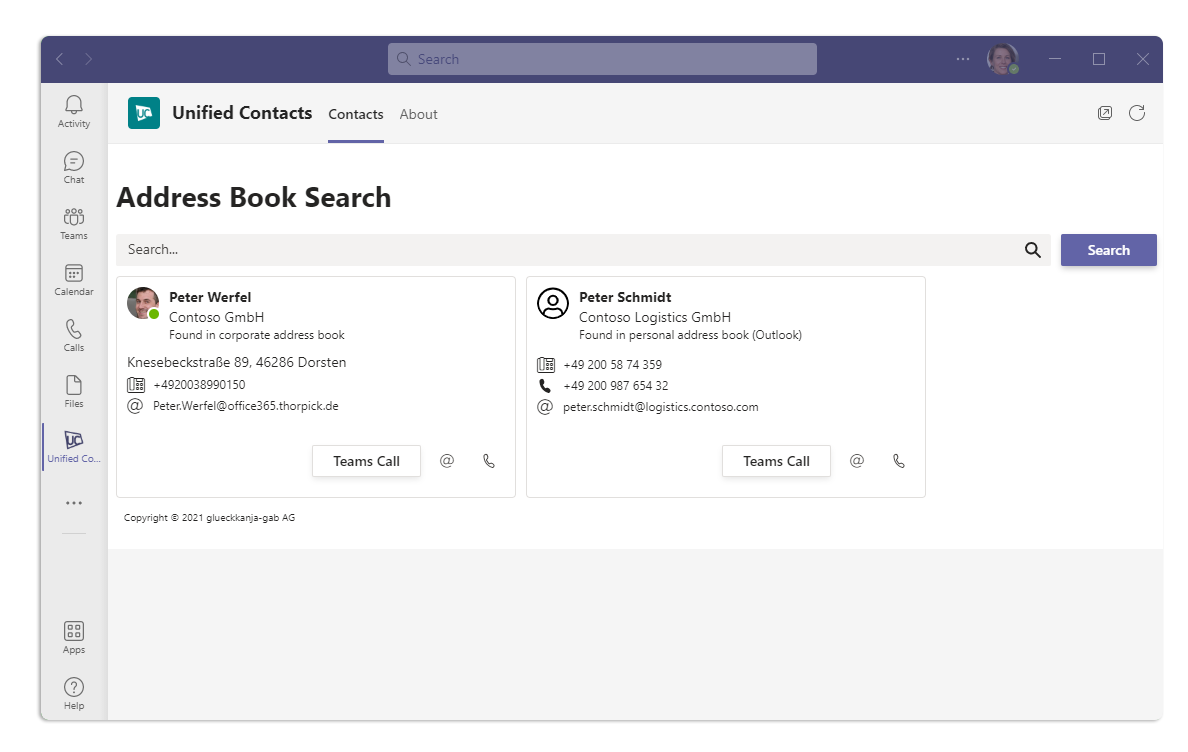 Search
Activity
Chat
Teams
Calendar
Calls
Files
UC
Unified Co...
Apps
Help
UC
Unified Contacts
Contacts
About
Address Book Search
Search...
Search
Peter Werfel
Contoso GmbH
Found in corporate address book
Knesebeckstraße 89, 46286 Dorsten
+4920038990150
@ Peter.Werfel@office365.thorpick.de
Teams Call @
Peter Schmidt
Contoso Logistics GmbH
Found in personal address book (Outlook)
+49 200 58 74 359
+49 200 987 654 32
@ peter.schmidt@logistics.contoso.com
Teams Call @
Copyright © 2021 glueckkanja-gab AG